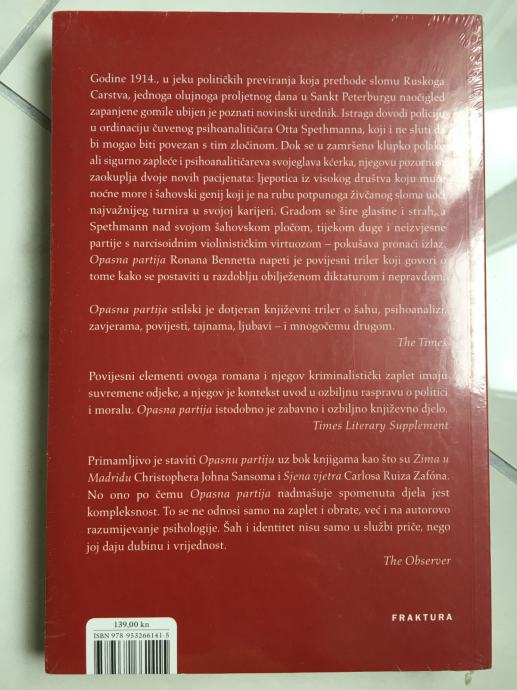 Godine 1914., u jeku političkih previranja koja prethode slomu Ruskoga
Carstva, jednoga olujnoga proljetnog dana u Sankt Peterburgu naočigled
zapanjene gomile ubijen je poznati novinski urednik. Istraga dovodi policiju
u ordinaciju čuvenog psihoanalitičara Otta Spethmanna, koji i ne sluti da
bi mogao biti povezan s tim zločinom. Dok se u zamršeno klupko polako
ali sigurno zapleće i psihoanalitičareva svojeglava kćerka, njegovu pozornost
zaokuplja dvoje novih pacijenata: ljepotica iz visokog društva koju muče
noćne more i šahovski genij koji je na rubu potpunoga živčanog sloma uoči
najvažnijeg turnira u svojoj karijeri. Gradom se šire glasine i strah, a
Spethmann nad svojom šahovskom pločom, tijekom duge i neizvjesne
partije s narcisoidnim violinističkim virtuozom – pokušava pronaći izlaz.
Opasna partija Ronana Bennetta napeti je povijesni triler koji govori o
tome kako se postaviti u razdoblju obilježenom diktaturom i nepravdom.
Opasna partija stilski je dotjeran književni triler o šahu, psihoanalizi,
zavjerama, povijesti, tajnama, ljubavi – i mnogočemu drugom.
The Times
Povijesni elementi ovoga romana i njegov kriminalistički zaplet imaju
suvremene odjeke, a njegov je kontekst uvod u ozbiljnu raspravu o politici
i moralu. Opasna partija istodobno je zabavno i ozbiljno književno djelo.
Times Literary Supplement
Primamljivo je staviti Opasnu partiju uz bok knjigama kao što su Zima u
Madridu Christophera Johna Sansoma i Sjena vjetra Carlosa Ruiza Zafóna.
No ono po čemu Opasna partija nadmašuje spomenuta djela jest
kompleksnost. To se ne odnosi samo na zaplet i obrate, već i na autorovo
razumijevanje psihologije. Šah i identitet nisu samo u službi priče, nego
joj daju dubinu i vrijednost.
The Observer
FRAKTURA
139,00 kn
ISBN 978-953266141-5